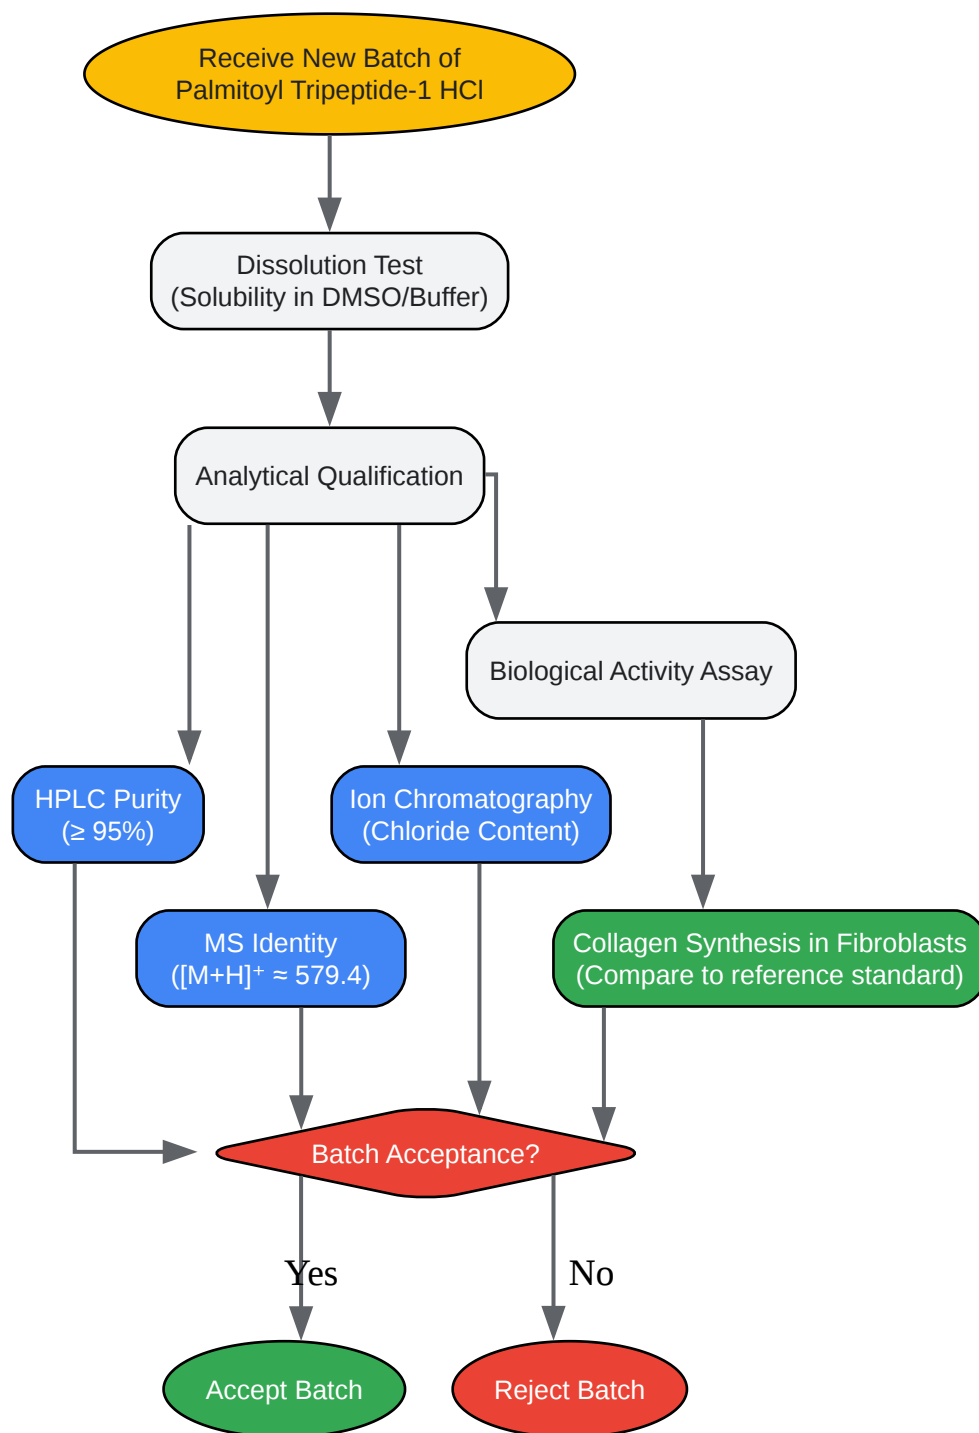 Receive New Batch of
Palmitoyl Tripeptide-1 HCl
Dissolution Test
(Solubility in DMSO/Buffer)
Analytical Qualification
Biological Activity Assay
HPLC Purity
(≥ 95%)
Ion Chromatography
(Chloride Content)
MS Identity
([M+H]⁺ ≈ 579.4)
Collagen Synthesis in Fibroblasts
(Compare to reference standard)
Batch Acceptance?
Yes
No
Accept Batch
Reject Batch